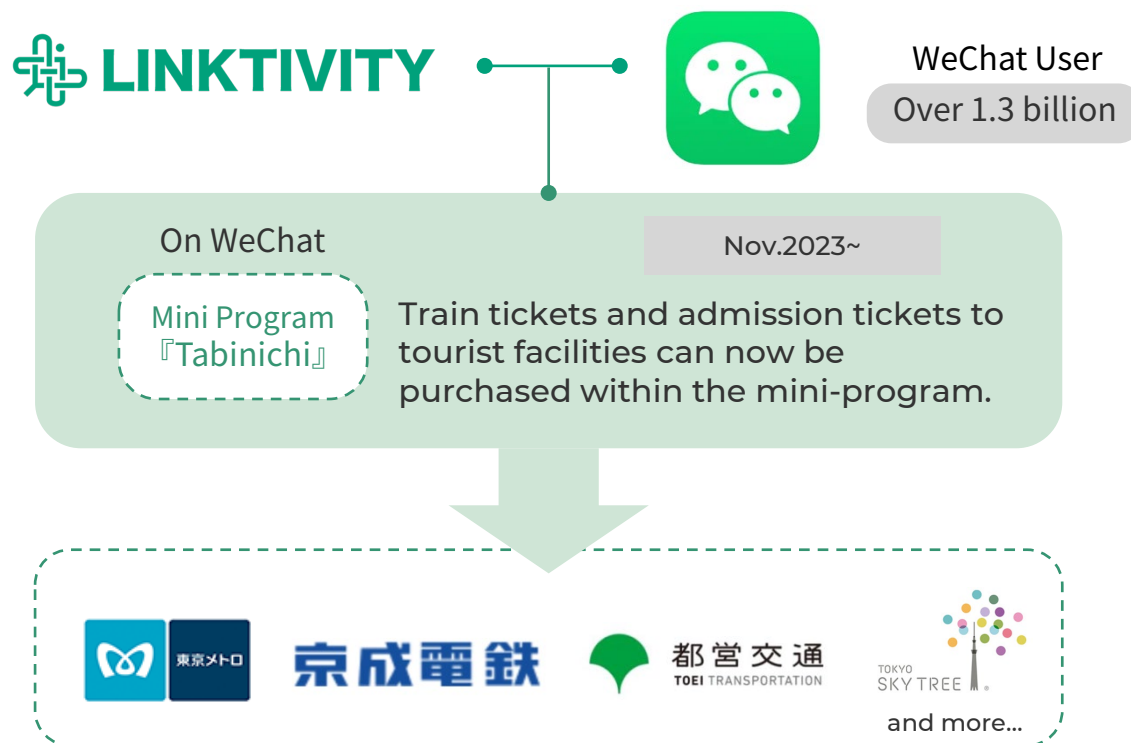 LINKTIVITY
WeChat User
Over 1.3 billion
On WeChat
Nov.2023~
Mini Program
『Tabinichi』
Train tickets and admission tickets to
tourist facilities can now be
purchased within the mini-program.
東京メトロ
京成電鉄
都営交通
TOEI TRANSPORTATION
TOKYO
SKY TREE
and more...